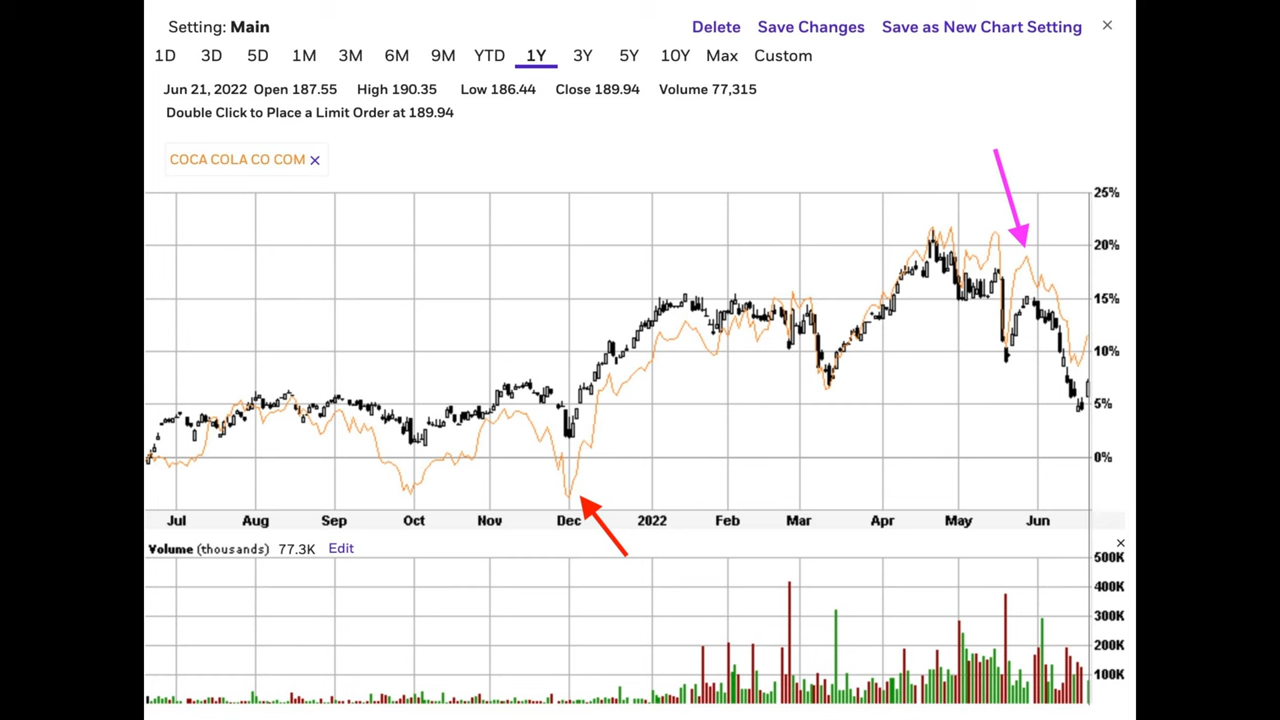 Setting: Main Delete Save Changes Save as New Chart Setting ×
1D 3D 5D 1M 3M 6M 9M YTD 1Y 3Y 5Y 10Y Max Custom
Jun 21, 2022 Open 187.55 High 190.35 Low 186.44 Close 189.94 Volume 77,315
Double Click to Place a Limit Order at 189.94
COCA COLA CO COM ×
25%
20%
15%
10%
5%
0%
Jul Aug Sep Oct Nov Dec 2022 Feb Mar Apr May Jun
Volume (thousands) 77.3K Edit ×
500K
400K
300K
200K
100K